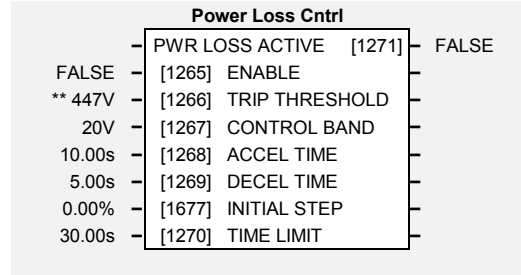 Power Loss Cntrl
PWR LOSS ACTIVE [1271] FALSE
FALSE [1265] ENABLE
** 447V [1266] TRIP THRESHOLD
20V [1267] CONTROL BAND
10.00s [1268] ACCEL TIME
5.00s [1269] DECEL TIME
0.00% [1677] INITIAL STEP
30.00s [1270] TIME LIMIT